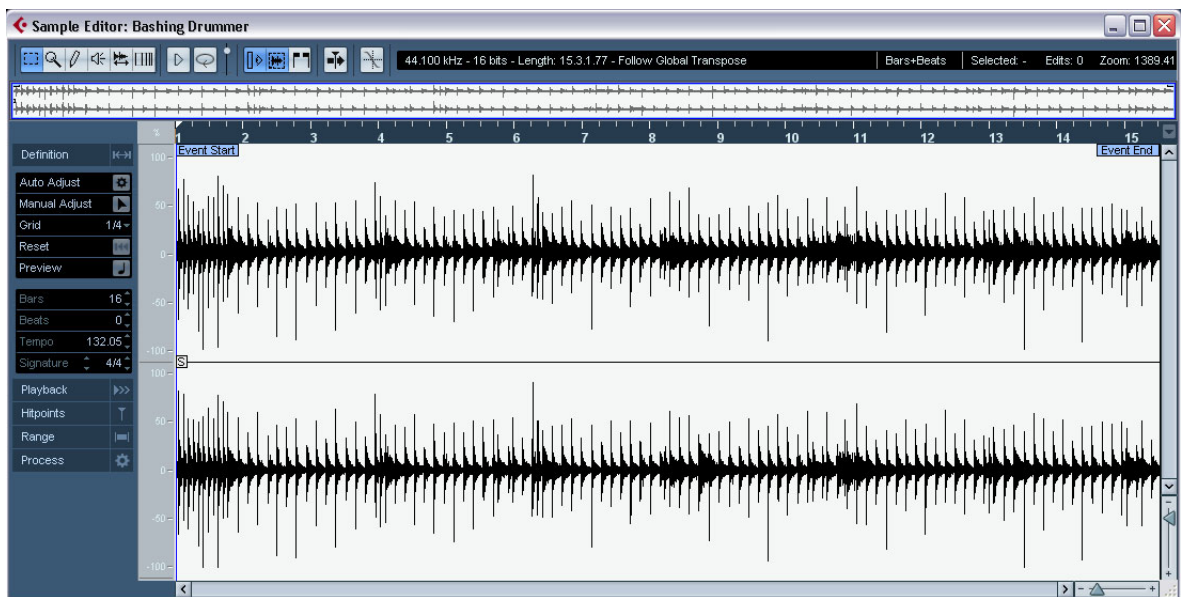 Sample Editor: Bashing Drummer
44.100 kHz - 16 bits - Length: 15.3.1.77 - Follow Global Transpose Bars+Beats Selected: - Edits: 0 Zoom: 1389.41
% 1 2 3 4 5 6 7 8 9 10 11 12 13 14 15
Event Start Event End
Definition
Auto Adjust
Manual Adjust
Grid 1/4
Reset
Preview
Bars 16
Beats 0
Tempo 132.05
Signature 4/4
Playback
Hitpoints
Range
Process
100
50
0
-50
-100
S
100
50
0
-50
-100